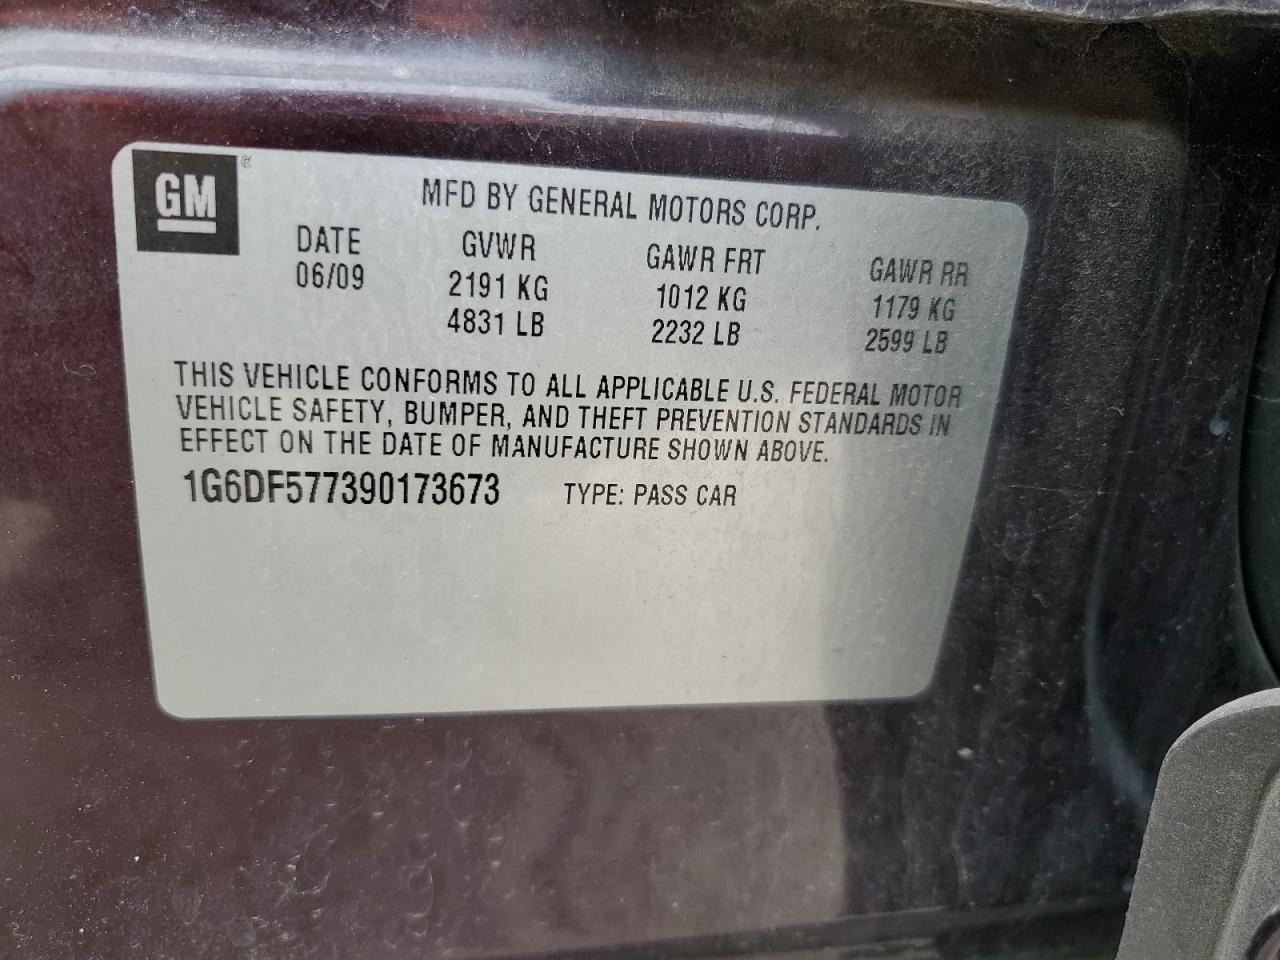 GM®
MFD BY GENERAL MOTORS CORP.
DATE GVWR GAWR FRT GAWR RR
06/09 2191 KG 1012 KG 1179 KG
4831 LB 2232 LB 2599 LB
THIS VEHICLE CONFORMS TO ALL APPLICABLE U.S. FEDERAL MOTOR
VEHICLE SAFETY, BUMPER, AND THEFT PREVENTION STANDARDS IN
EFFECT ON THE DATE OF MANUFACTURE SHOWN ABOVE.
1G6DF577390173673 TYPE: PASS CAR